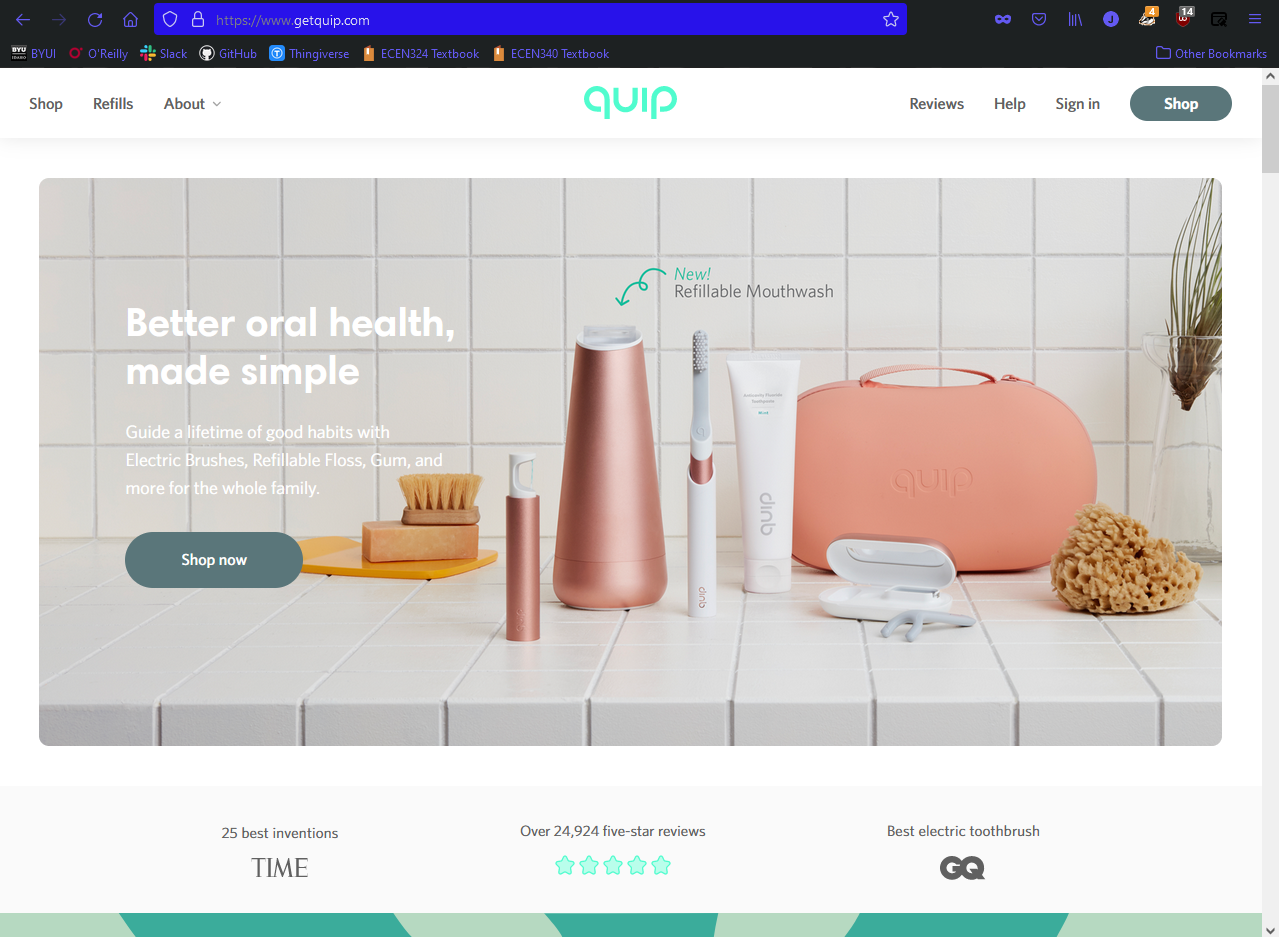 https://www.getquip.com
4
14
BYUI
O'Reilly
Slack
GitHub
Thingiverse
ECEN324 Textbook
ECEN340 Textbook
Other Bookmarks
Shop
Refills
About
quip
Reviews
Help
Sign in
Shop
New!
Refillable Mouthwash
Better oral health,
made simple
Guide a lifetime of good habits with
Electric Brushes, Refillable Floss, Gum, and
more for the whole family.
Shop now
Anticavity Fluoride
Toothpaste
quip
quip
quip
25 best inventions
TIME
Over 24,924 five-star reviews
Best electric toothbrush
GQ